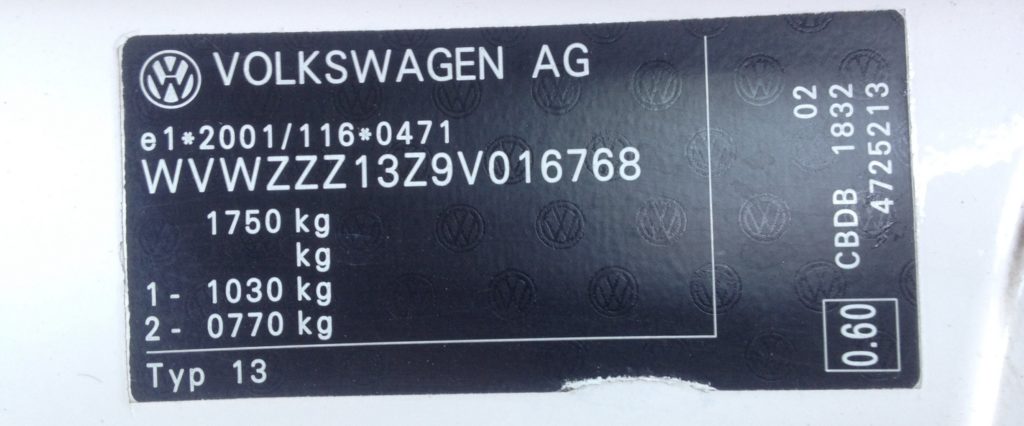 VOLKSWAGEN AG
e1*2001/116*0471
WVWZZZ13Z9V016768
1750 kg
kg
1- 1030 kg
2- 0770 kg
Typ 13
02
CBDB 1832
4725213
0.60